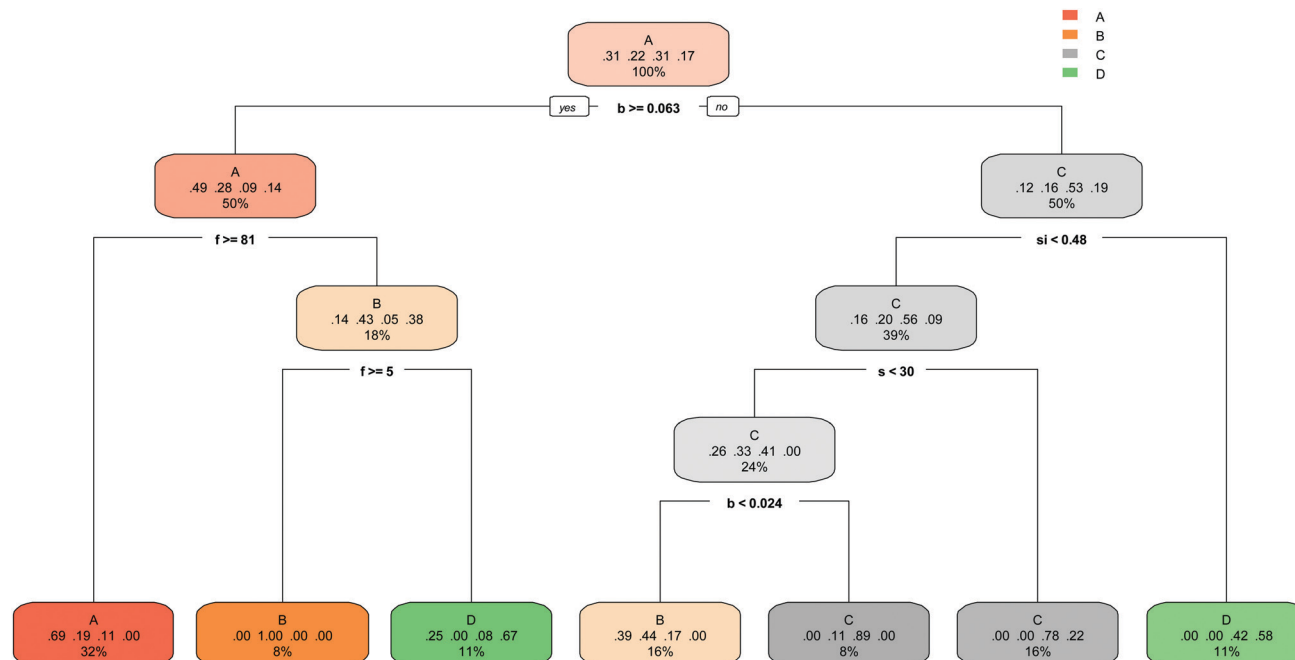 A
B
C
D
A
.31 .22 .31 .17
100%
yes b >= 0.063 no
A
.49 .28 .09 .14
50%
C
.12 .16 .53 .19
50%
f >= 81
si < 0.48
B
.14 .43 .05 .38
18%
C
.16 .20 .56 .09
39%
f >= 5
s < 30
C
.26 .33 .41 .00
24%
b < 0.024
A
.69 .19 .11 .00
32%
B
.00 1.00 .00 .00
8%
D
.25 .00 .08 .67
11%
B
.39 .44 .17 .00
16%
C
.00 .11 .89 .00
8%
C
.00 .00 .78 .22
16%
D
.00 .00 .42 .58
11%